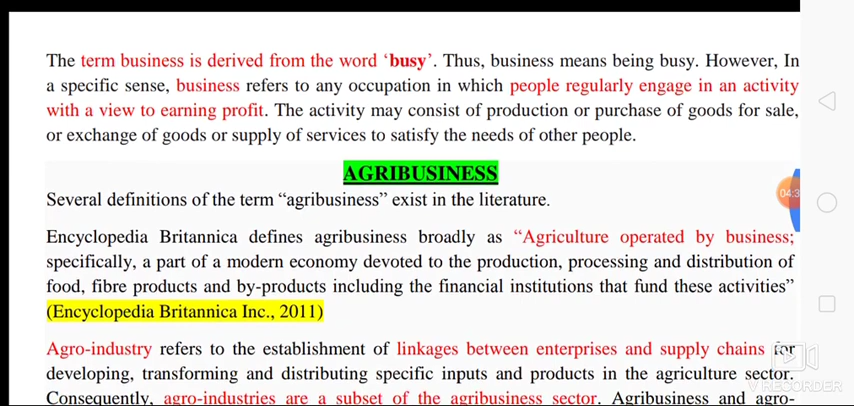 The term business is derived from the word ‘busy’. Thus, business means being busy. However, In
a specific sense, business refers to any occupation in which people regularly engage in an activity
with a view to earning profit. The activity may consist of production or purchase of goods for sale,
or exchange of goods or supply of services to satisfy the needs of other people.
AGRIBUSINESS
Several definitions of the term “agribusiness” exist in the literature.
Encyclopedia Britannica defines agribusiness broadly as “Agriculture operated by business;
specifically, a part of a modern economy devoted to the production, processing and distribution of
food, fibre products and by-products including the financial institutions that fund these activities”
(Encyclopedia Britannica Inc., 2011)
Agro-industry refers to the establishment of linkages between enterprises and supply chains for
developing, transforming and distributing specific inputs and products in the agriculture sector.
Consequently, agro-industries are a subset of the agribusiness sector. Agribusiness and agro-
04:3
V RECORDER